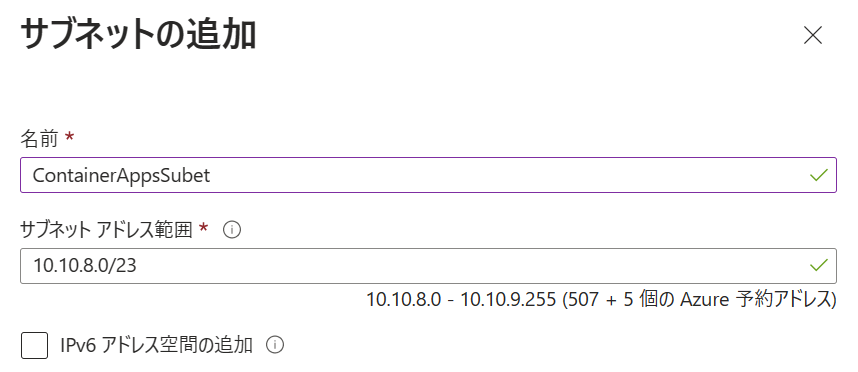 サブネットの追加
名前 *
ContainerAppsSubet
サブネット アドレス範囲 *
10.10.8.0/23
10.10.8.0 - 10.10.9.255 (507 + 5 個の Azure 予約アドレス)
IPv6 アドレス空間の追加